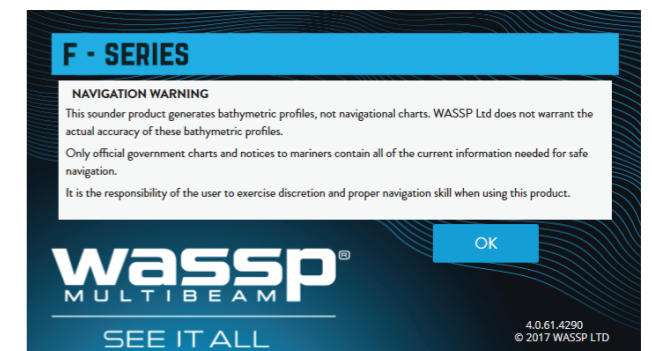 F - SERIES
NAVIGATION WARNING
This sounder product generates bathymetric profiles, not navigational charts. WASSP Ltd does not warrant the
actual accuracy of these bathymetric profiles.
Only official government charts and notices to mariners contain all of the current information needed for safe
navigation.
It is the responsibility of the user to exercise discretion and proper navigation skill when using this product.
OK
wassp®
MULTIBEAM
SEE IT ALL
4.0.61.4290
© 2017 WASSP LTD